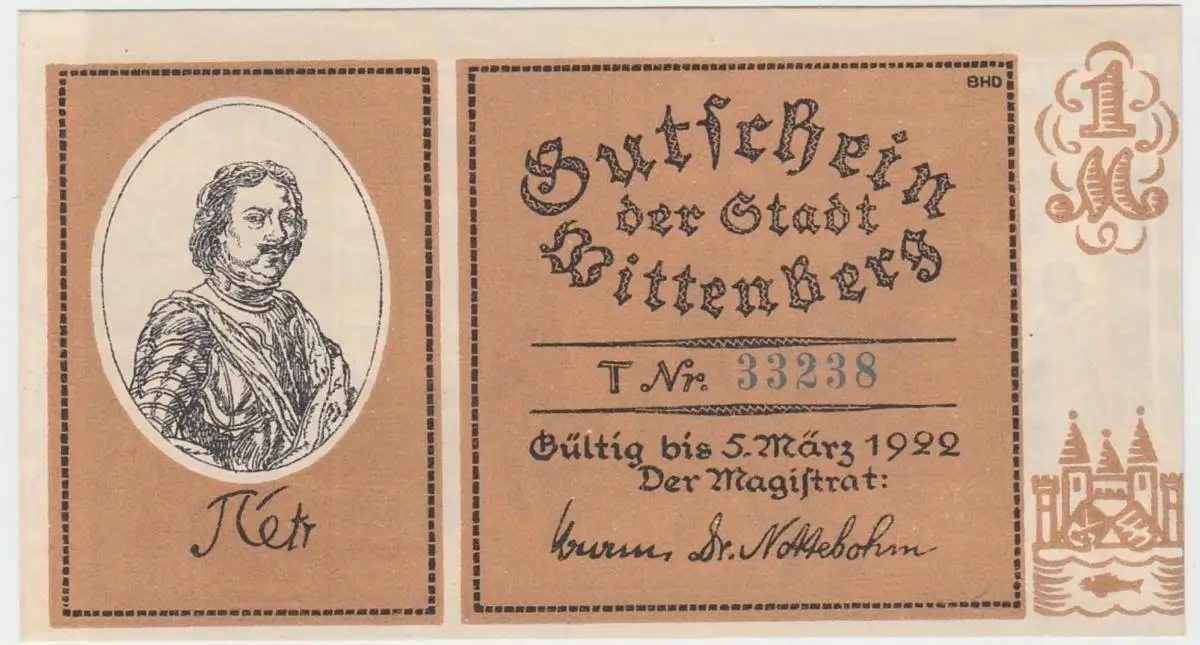 Petr
BHD
Gutschein
der Stadt
Wittenberg
T Nr. 33238
Gültig bis 5. März 1922
Der Magistrat:
Dr. Nottebohm
1
M